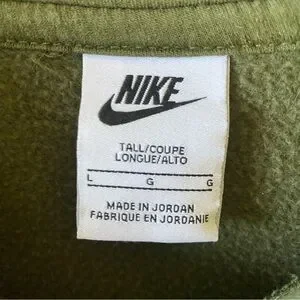 NIKE
TALL/COUPE
LONGUE/ALTO
L G G
MADE IN JORDAN
FABRIQUE EN JORDANIE